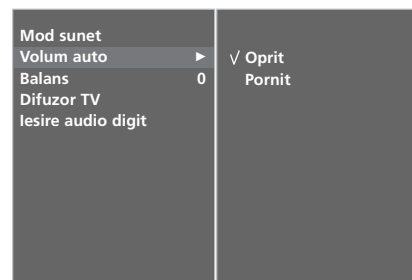 Mod sunet
Volum auto ►
Balans 0
Difuzor TV
Iesire audio digit
√ Oprit
Pornit